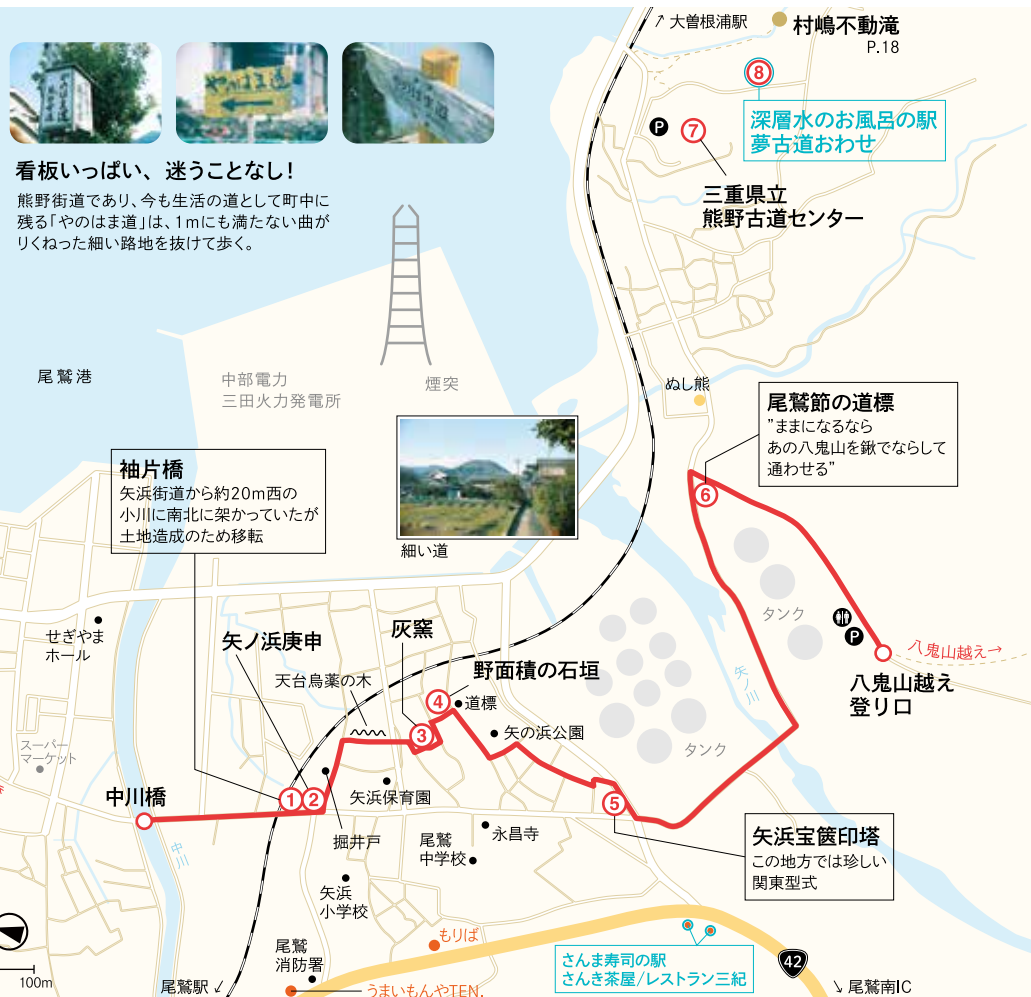 ↗ 大曽根浦駅
村嶋不動滝
P.18
8
深層水のお風呂の駅
夢古道おわせ
P
7
三重県立
熊野古道センター
やのはま道
やのはま道
看板いっぱい、迷うことなし!
熊野街道であり、今も生活の道として町中に
残る「やのはま道」は、1mにも満たない曲が
りくねった細い路地を抜けて歩く。
尾鷲港
中部電力
三田火力発電所
煙突
ぬし熊
尾鷲節の道標
"ままになるなら
あの八鬼山を鍬でならして
通わせる"
6
袖片橋
矢浜街道から約20m西の
小川に南北に架かっていたが
土地造成のため移転
細い道
タンク
P
八鬼山越え→
八鬼山越え
登り口
せぎやま
ホール
矢ノ浜庚申
灰窯
天台烏薬の木
野面積の石垣
4
道標
3
矢の浜公園
矢ノ川
タンク
スーパー
マーケット
中川橋
1
2
矢浜保育園
5
掘井戸
尾鷲
中学校
永昌寺
矢浜宝篋印塔
この地方では珍しい
関東型式
中川
矢浜
小学校
もりば
尾鷲
消防署
さんま寿司の駅
さんき茶屋/レストラン三紀
42
100m
尾鷲駅 ↙
うまいもんやTEN.
↘ 尾鷲南IC